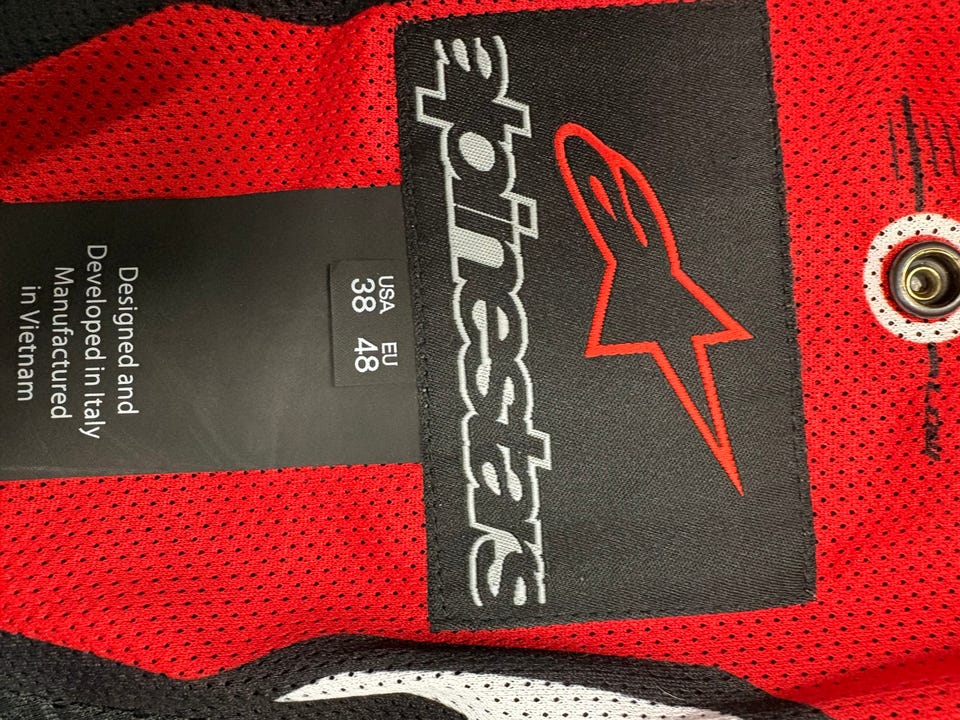 alpinestars
USA EU
38 48
Designed and
Developed in Italy
Manufactured
in Vietnam